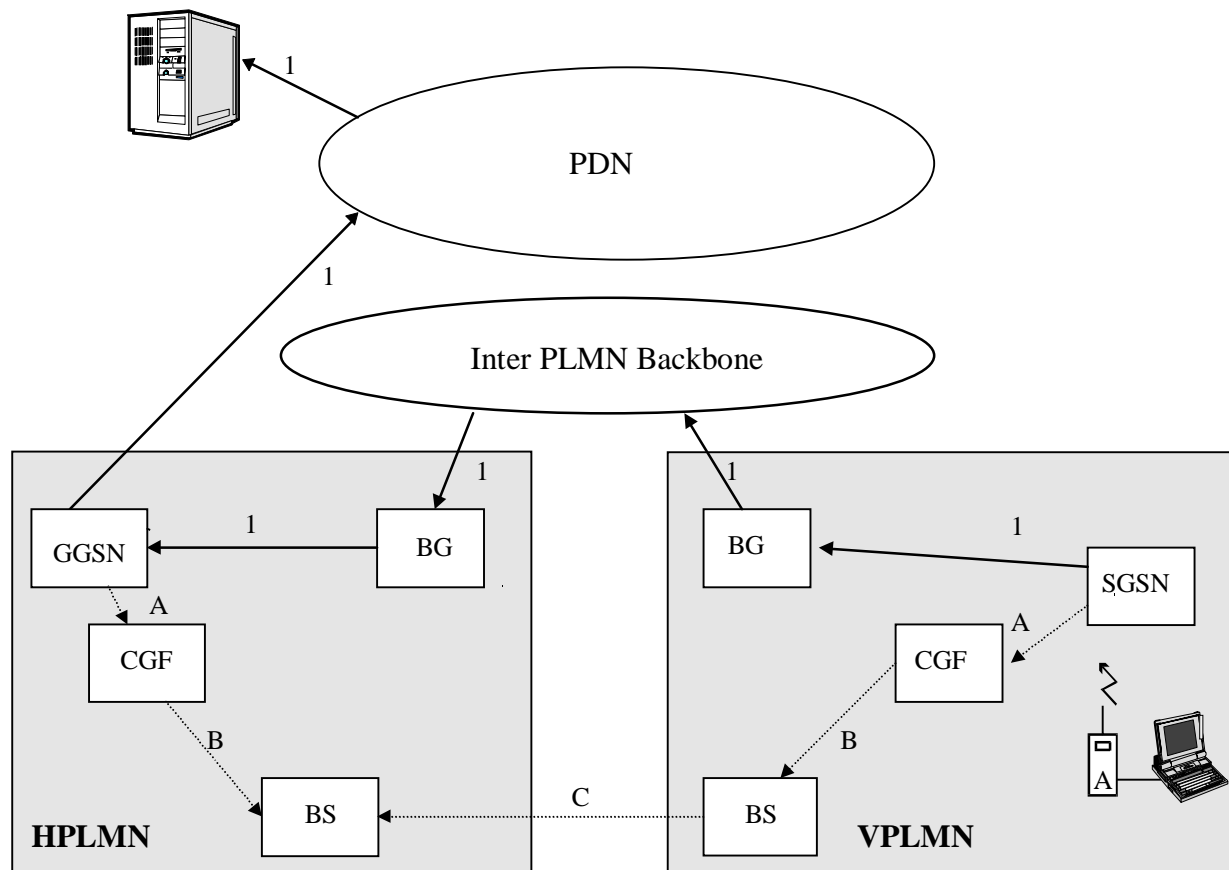 1
PDN
1
Inter PLMN Backbone
1
1
1
1
GGSN
BG
BG
SGSN
A
A
CGF
CGF
B
B
A
C
BS
BS
HPLMN
VPLMN